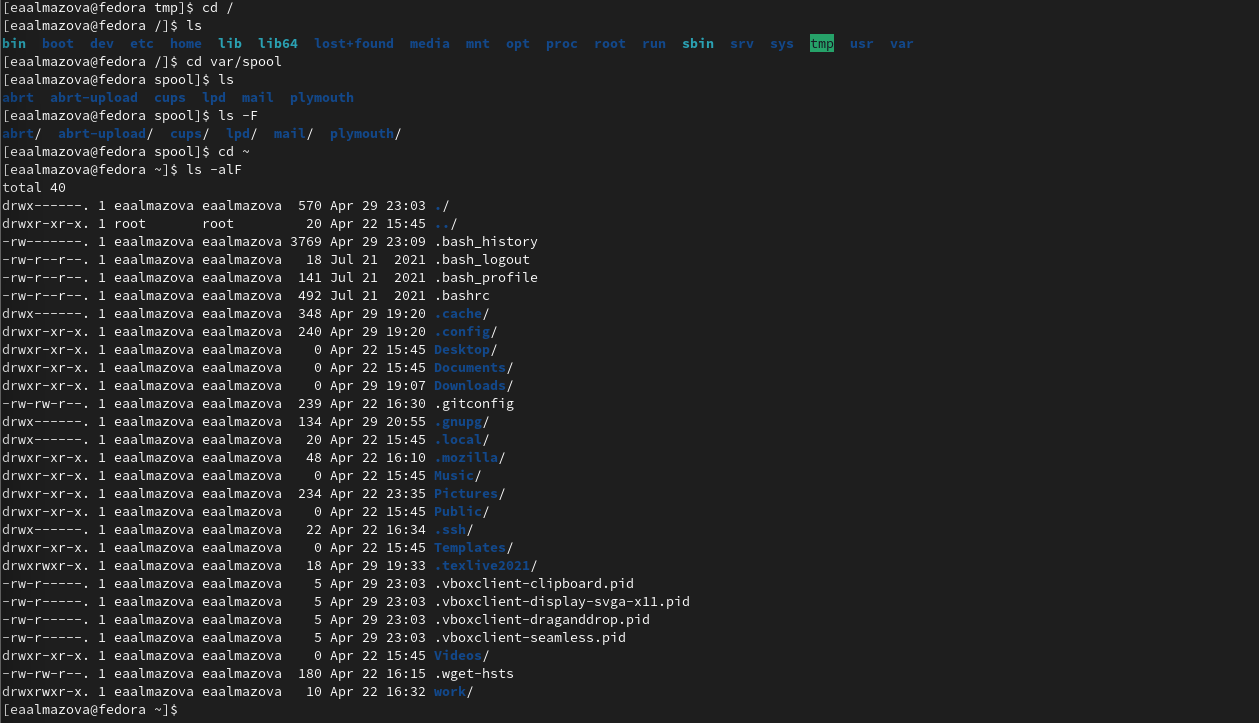 [eaalmazova@fedora tmp]$ cd /
[eaalmazova@fedora /]$ ls
bin  boot  dev  etc  home  lib  lib64  lost+found  media  mnt  opt  proc  root  run  sbin  srv  sys  tmp  usr  var
[eaalmazova@fedora /]$ cd var/spool
[eaalmazova@fedora spool]$ ls
abrt  abrt-upload  cups  lpd  mail  plymouth
[eaalmazova@fedora spool]$ ls -F
abrt/  abrt-upload/  cups/  lpd/  mail/  plymouth/
[eaalmazova@fedora spool]$ cd ~
[eaalmazova@fedora ~]$ ls -alF
total 40
drwx------. 1 eaalmazova eaalmazova  570 Apr 29 23:03 ./
drwxr-xr-x. 1 root       root         20 Apr 22 15:45 ../
-rw-------. 1 eaalmazova eaalmazova 3769 Apr 29 23:09 .bash_history
-rw-r--r--. 1 eaalmazova eaalmazova   18 Jul 21  2021 .bash_logout
-rw-r--r--. 1 eaalmazova eaalmazova  141 Jul 21  2021 .bash_profile
-rw-r--r--. 1 eaalmazova eaalmazova  492 Jul 21  2021 .bashrc
drwx------. 1 eaalmazova eaalmazova  348 Apr 29 19:20 .cache/
drwxr-xr-x. 1 eaalmazova eaalmazova  240 Apr 29 19:20 .config/
drwxr-xr-x. 1 eaalmazova eaalmazova    0 Apr 22 15:45 Desktop/
drwxr-xr-x. 1 eaalmazova eaalmazova    0 Apr 22 15:45 Documents/
drwxr-xr-x. 1 eaalmazova eaalmazova    0 Apr 29 19:07 Downloads/
-rw-rw-r--. 1 eaalmazova eaalmazova  239 Apr 22 16:30 .gitconfig
drwx------. 1 eaalmazova eaalmazova  134 Apr 29 20:55 .gnupg/
drwx------. 1 eaalmazova eaalmazova   20 Apr 22 15:45 .local/
drwxr-xr-x. 1 eaalmazova eaalmazova   48 Apr 22 16:10 .mozilla/
drwxr-xr-x. 1 eaalmazova eaalmazova    0 Apr 22 15:45 Music/
drwxr-xr-x. 1 eaalmazova eaalmazova  234 Apr 22 23:35 Pictures/
drwxr-xr-x. 1 eaalmazova eaalmazova    0 Apr 22 15:45 Public/
drwx------. 1 eaalmazova eaalmazova   22 Apr 22 16:34 .ssh/
drwxr-xr-x. 1 eaalmazova eaalmazova    0 Apr 22 15:45 Templates/
drwxrwxr-x. 1 eaalmazova eaalmazova   18 Apr 29 19:33 .texlive2021/
-rw-r-----. 1 eaalmazova eaalmazova    5 Apr 29 23:03 .vboxclient-clipboard.pid
-rw-r-----. 1 eaalmazova eaalmazova    5 Apr 29 23:03 .vboxclient-display-svga-x11.pid
-rw-r-----. 1 eaalmazova eaalmazova    5 Apr 29 23:03 .vboxclient-draganddrop.pid
-rw-r-----. 1 eaalmazova eaalmazova    5 Apr 29 23:03 .vboxclient-seamless.pid
drwxr-xr-x. 1 eaalmazova eaalmazova    0 Apr 22 15:45 Videos/
-rw-rw-r--. 1 eaalmazova eaalmazova  180 Apr 22 16:15 .wget-hsts
drwxrwxr-x. 1 eaalmazova eaalmazova   10 Apr 22 16:32 work/
[eaalmazova@fedora ~]$